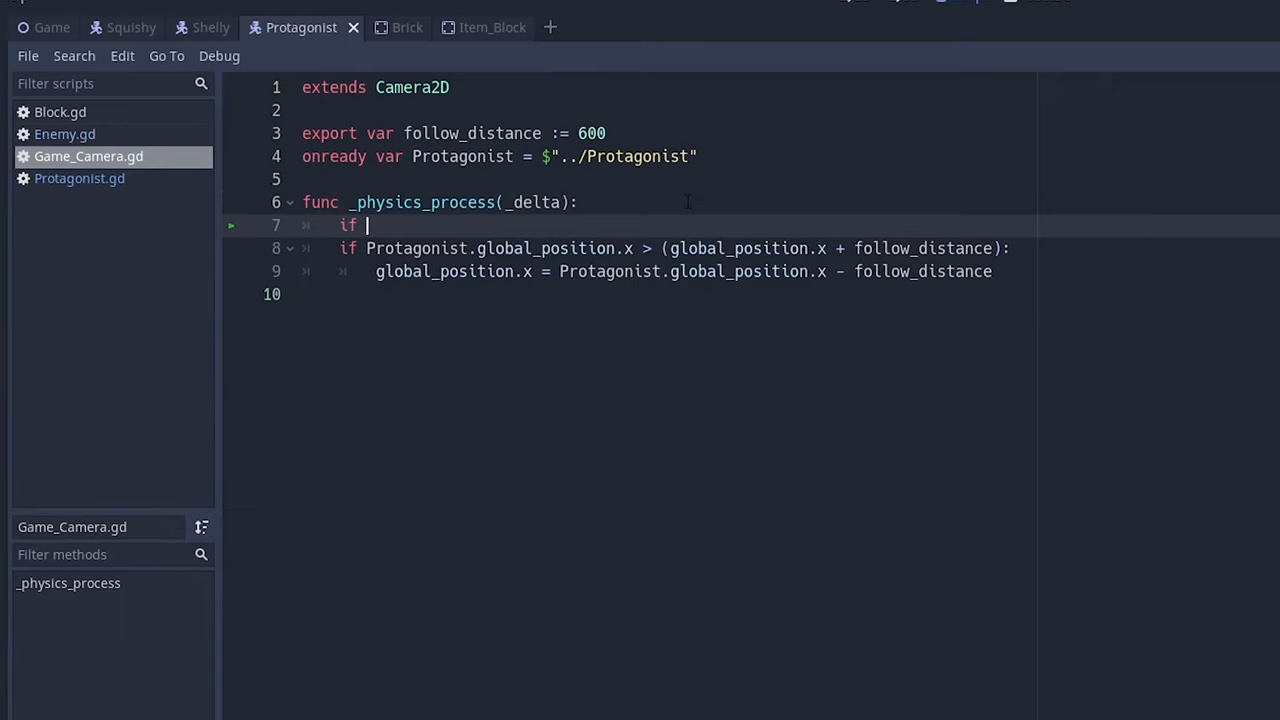 Game Squishy Shelly Protagonist Brick Item_Block
File Search Edit Go To Debug
Filter scripts
Block.gd
Enemy.gd
Game_Camera.gd
Protagonist.gd
Game_Camera.gd
Filter methods
_physics_process
1 extends Camera2D
2
3 export var follow_distance := 600
4 onready var Protagonist = $"../Protagonist"
5
6 func _physics_process(_delta):
7 if
8 if Protagonist.global_position.x > (global_position.x + follow_distance):
9 global_position.x = Protagonist.global_position.x - follow_distance
10